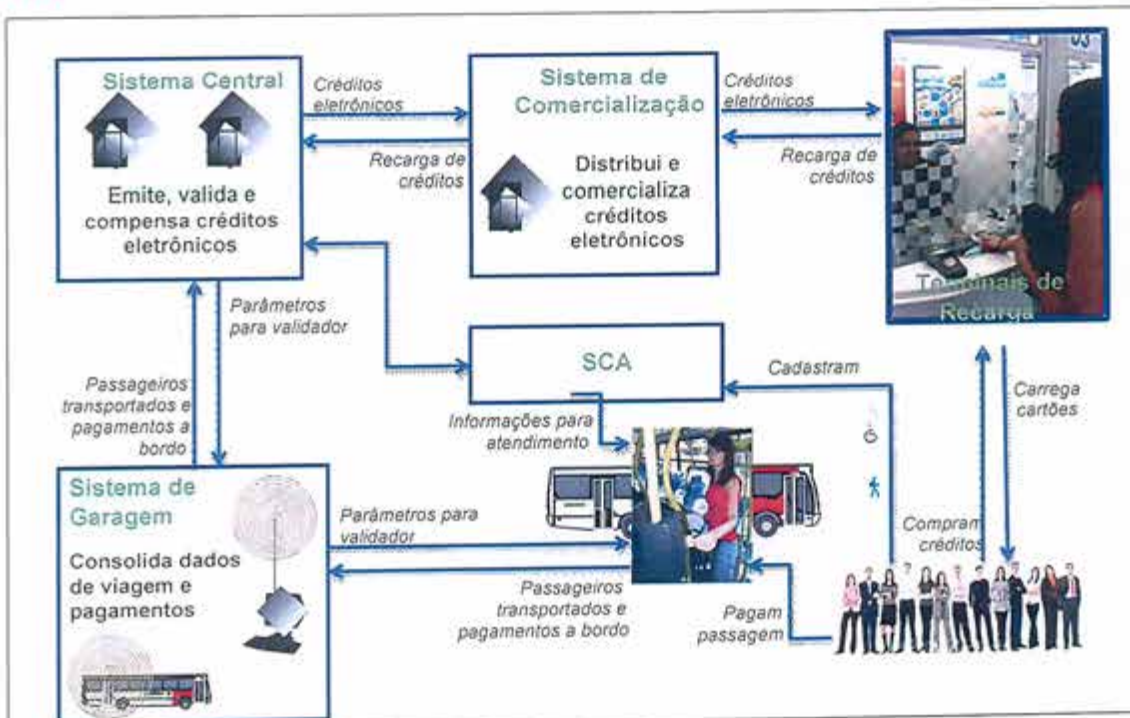 Sistema Central
Emite, valida e
compensa créditos
eletrônicos
Créditos
eletrônicos
Recarga de
créditos
Sistema de
Comercialização
Distribui e
comercializa
créditos
eletrônicos
Créditos
eletrônicos
Recarga de
créditos
03
Terminais de
Recarga
Parâmetros
para validador
Passageiros
transportados e
pagamentos a
bordo
SCA
Cadastram
Informações para
atendimento
Carrega
cartões
Compram
créditos
Sistema de
Garagem
Consolida dados
de viagem e
pagamentos
Parâmetros para
validador
Passageiros
transportados e
pagamentos a bordo
Pagam
passagem